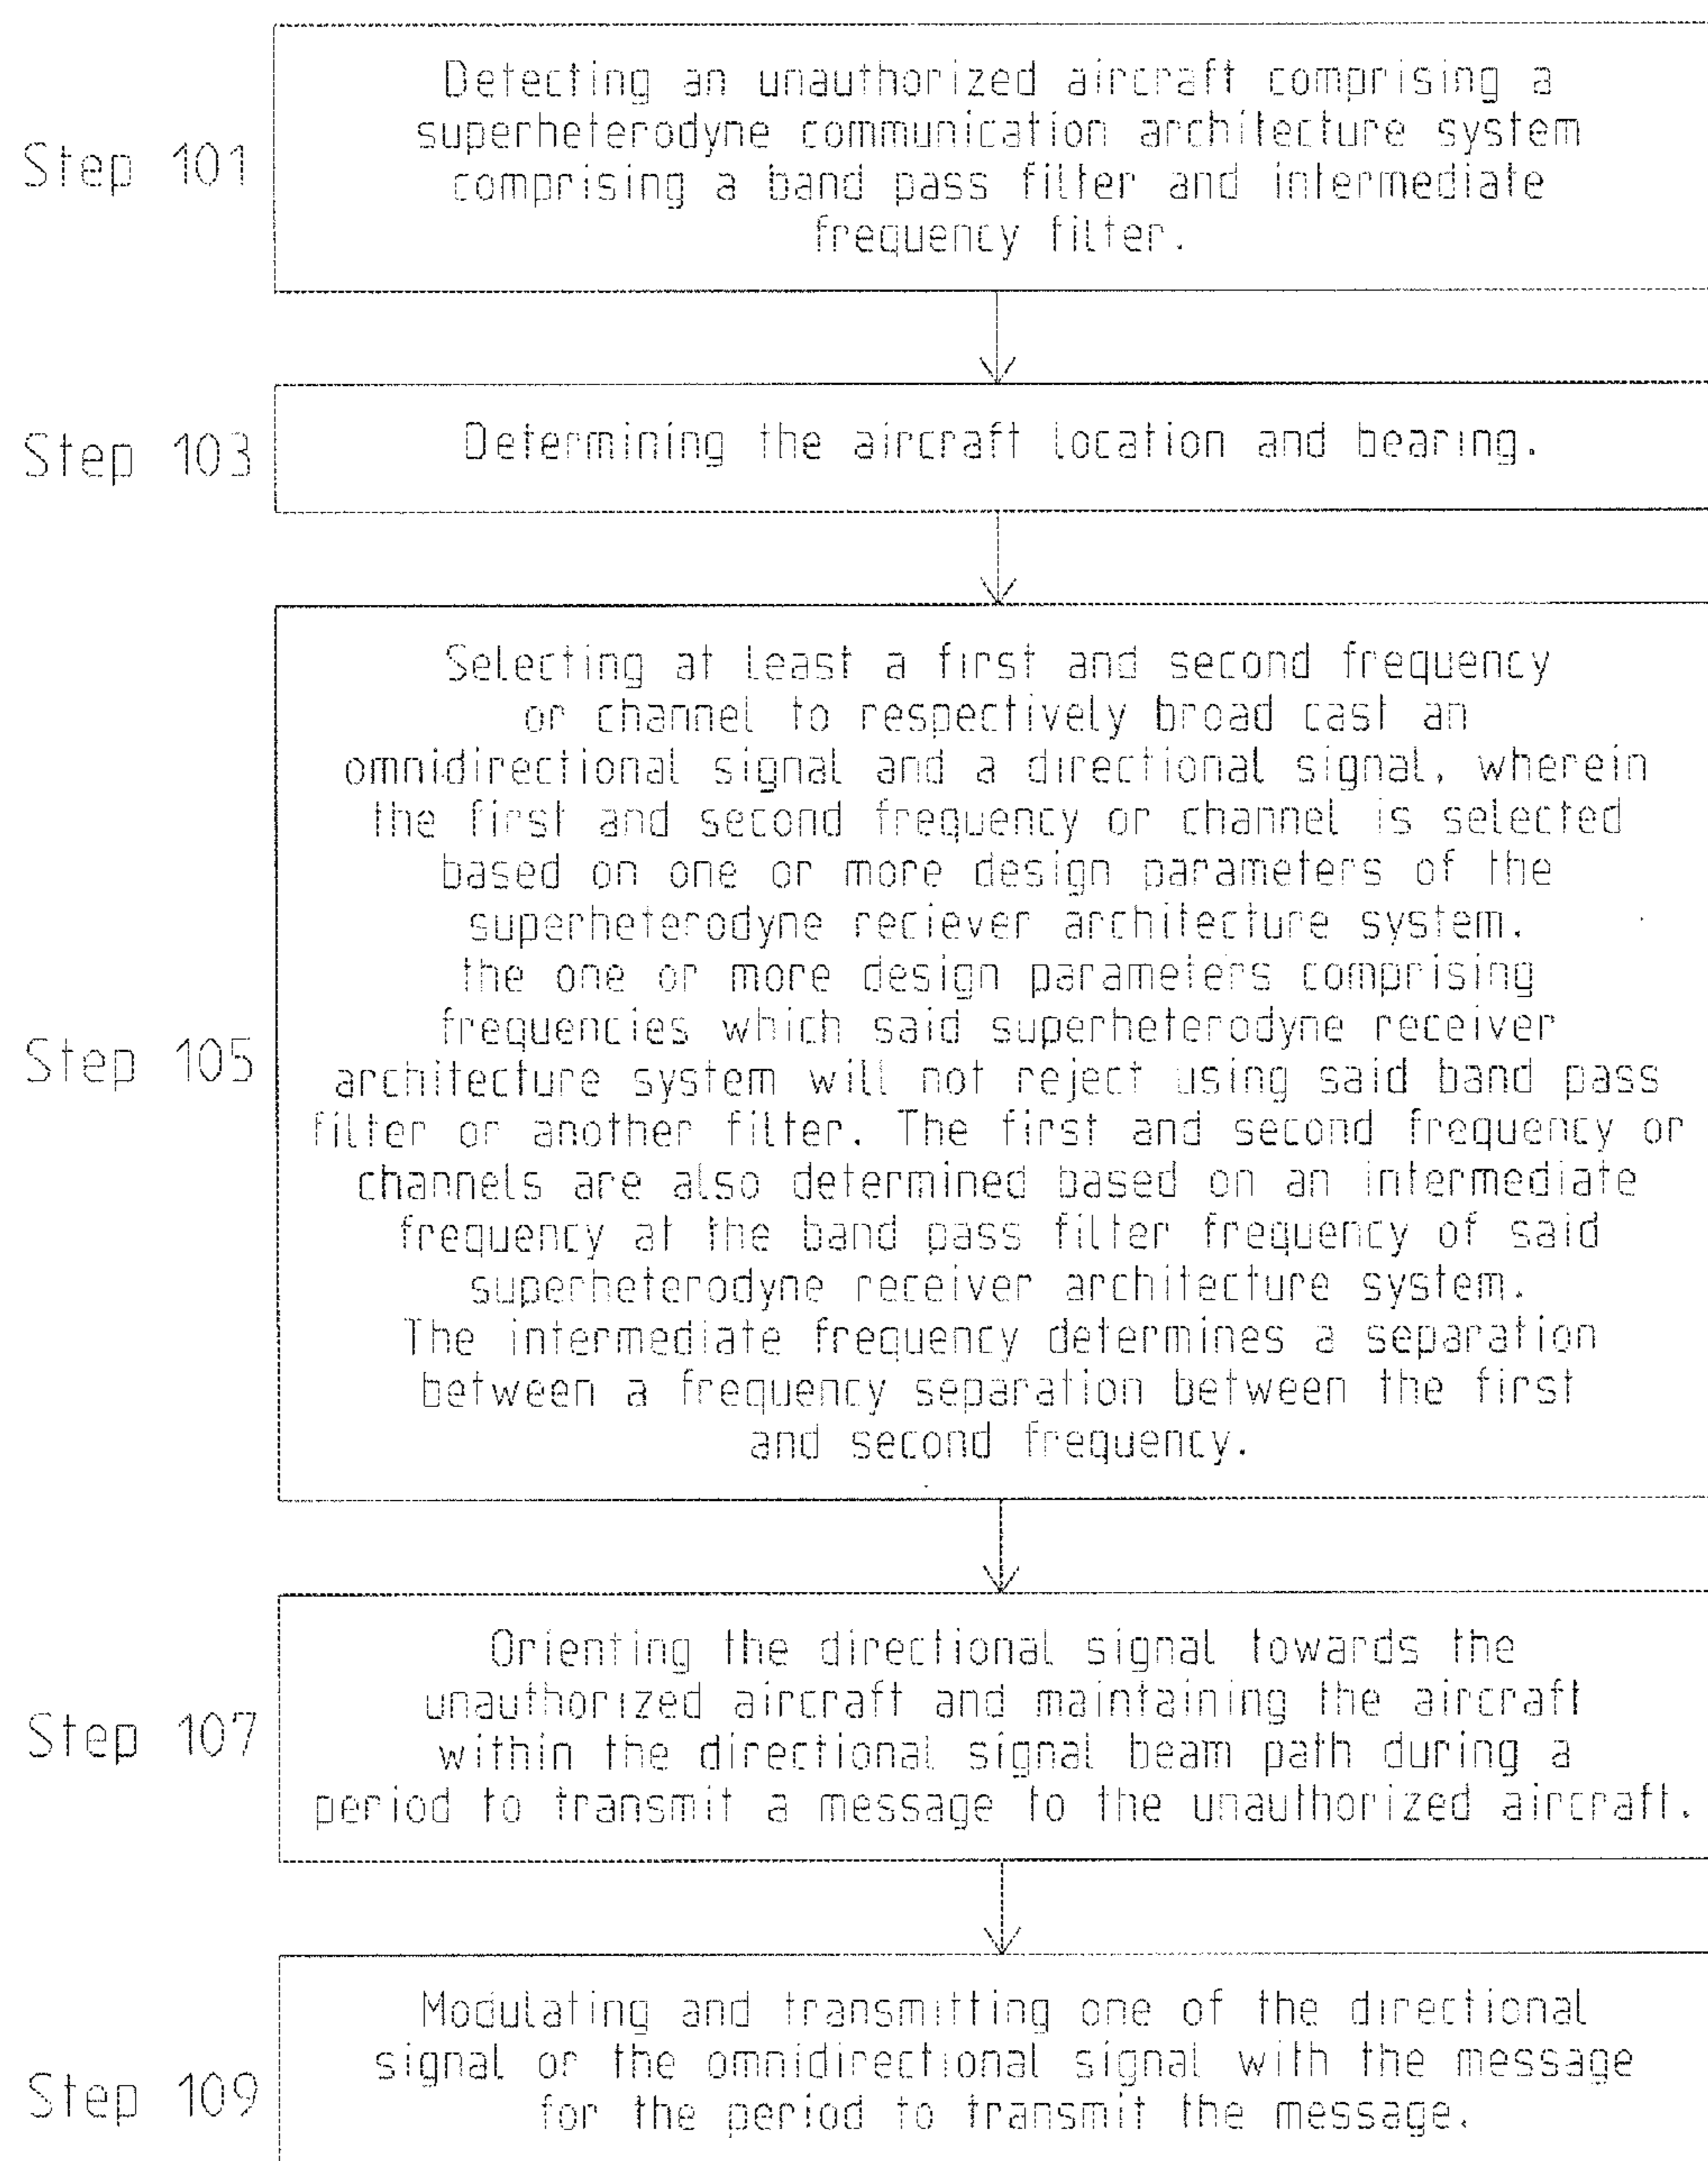 Step 101
Detecting an unauthorized aircraft comprising a
superheterodyne communication architecture system
comprising a band pass filter and intermediate
frequency filter.
Step 103
Determining the aircraft location and bearing.
Step 105
Selecting at least a first and second frequency
or channel to respectively broad cast an
omnidirectional signal and a directional signal, wherein
the first and second frequency or channel is selected
based on one or more design parameters of the
superheterodyne reciever architecture system.
the one or more design parameters comprising
frequencies which said superheterodyne receiver
architecture system will not reject using said band pass
filter or another filter. The first and second frequency or
channels are also determined based on an intermediate
frequency at the band pass filter frequency of said
superheterodyne receiver architecture system.
The intermediate frequency determines a separation
between a frequency separation between the first
and second frequency.
Step 107
Orienting the directional signal towards the
unauthorized aircraft and maintaining the aircraft
within the directional signal beam path during a
period to transmit a message to the unauthorized aircraft.
Step 109
Modulating and transmitting one of the directional
signal or the omnidirectional signal with the message
for the period to transmit the message.